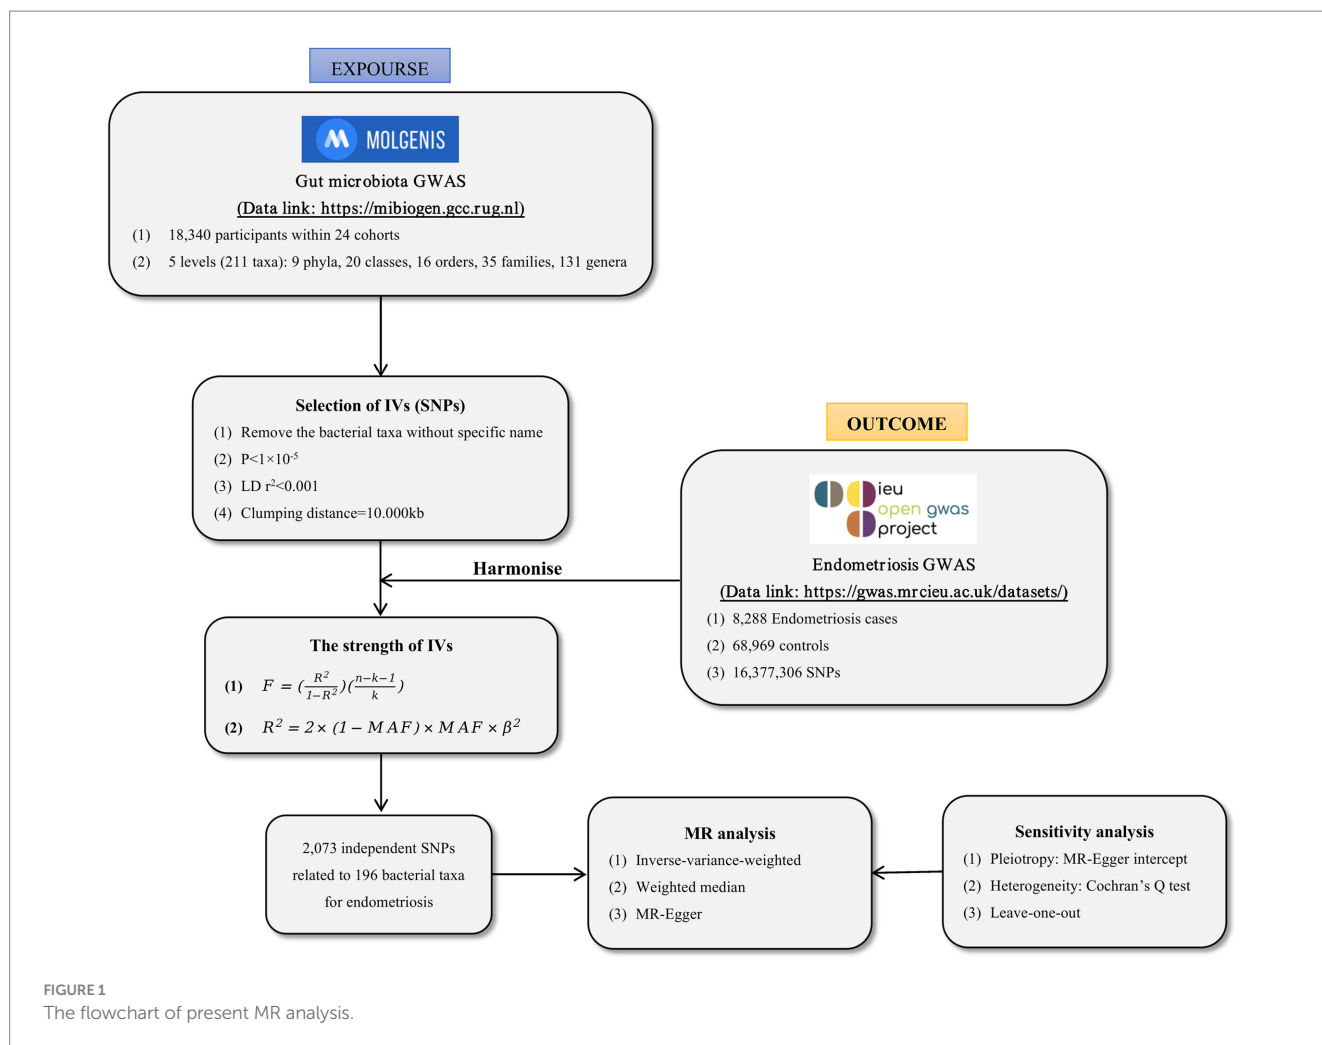 EXPOURSE
MOLGENIS
Gut microbiota GWAS
(Data link: https://mibiogen.gcc.rug.nl)
(1) 18,340 participants within 24 cohorts
(2) 5 levels (211 taxa): 9 phyla, 20 classes, 16 orders, 35 families, 131 genera
Selection of IVs (SNPs)
(1) Remove the bacterial taxa without specific name
(2) P<1×10⁻⁵
(3) LD r²<0.001
(4) Clumping distance=10.000kb
OUTCOME
ieu
open gwas
project
Endometriosis GWAS
(Data link: https://gwas.mrcieu.ac.uk/datasets/)
(1) 8,288 Endometriosis cases
(2) 68,969 controls
(3) 16,377,306 SNPs
Harmonise
The strength of IVs
(1) F = (R²/1−R²)(n−k−1/k)
(2) R² = 2 × (1 − MAF) × MAF × β²
2,073 independent SNPs
related to 196 bacterial taxa
for endometriosis
MR analysis
(1) Inverse-variance-weighted
(2) Weighted median
(3) MR-Egger
Sensitivity analysis
(1) Pleiotropy: MR-Egger intercept
(2) Heterogeneity: Cochran's Q test
(3) Leave-one-out
FIGURE 1
The flowchart of present MR analysis.